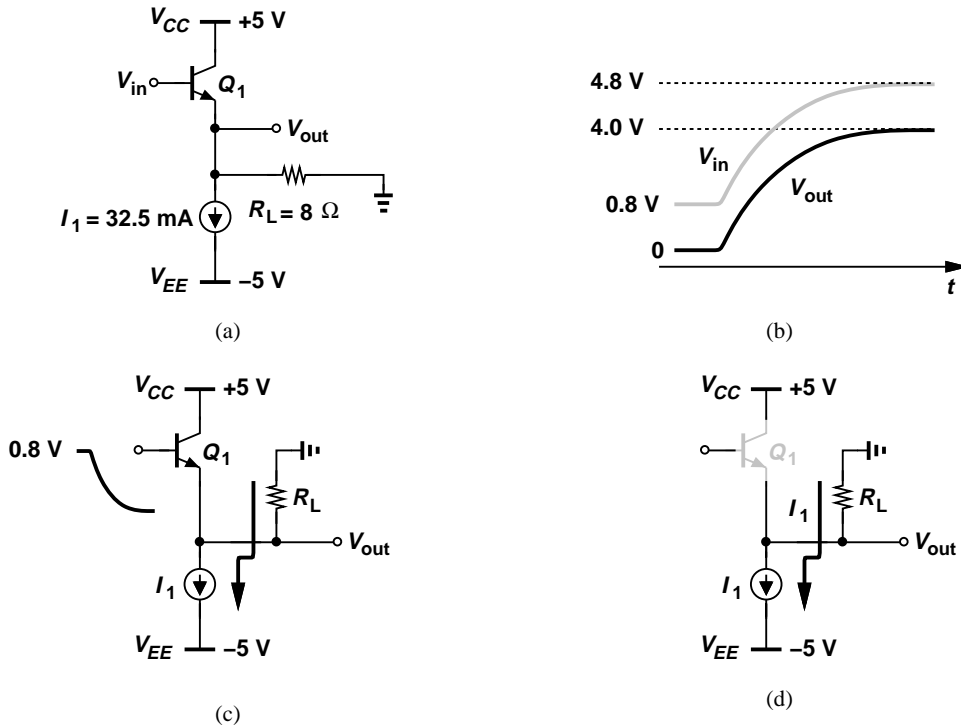 VCC +5 V
Vin Q1
Vout
I1 = 32.5 mA RL = 8 Ω
VEE −5 V
(a)
4.8 V
4.0 V
Vin
Vout
0.8 V
0
t
(b)
VCC +5 V
0.8 V Q1
RL
Vout
I1
VEE −5 V
(c)
VCC +5 V
Q1
I1 RL
Vout
I1
VEE −5 V
(d)